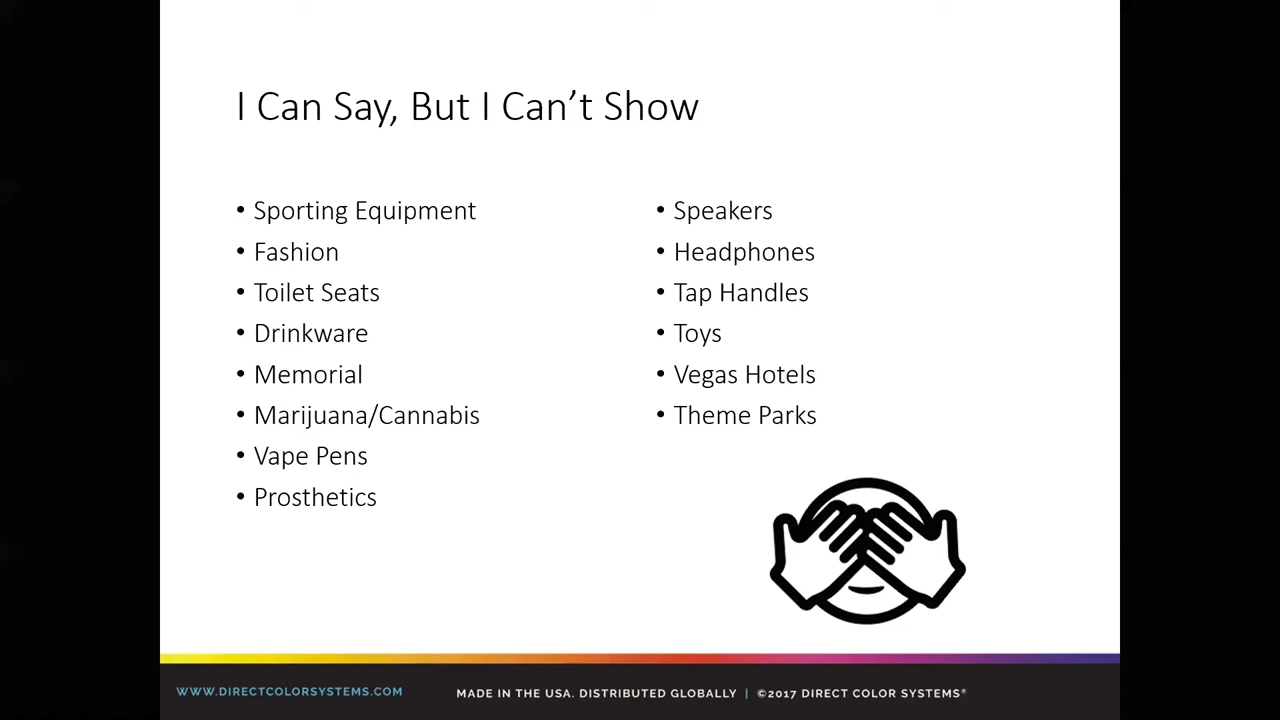 I Can Say, But I Can’t Show
• Sporting Equipment
• Fashion
• Toilet Seats
• Drinkware
• Memorial
• Marijuana/Cannabis
• Vape Pens
• Prosthetics
• Speakers
• Headphones
• Tap Handles
• Toys
• Vegas Hotels
• Theme Parks
WWW.DIRECTCOLORSYSTEMS.COM
MADE IN THE USA. DISTRIBUTED GLOBALLY | ©2017 DIRECT COLOR SYSTEMS®